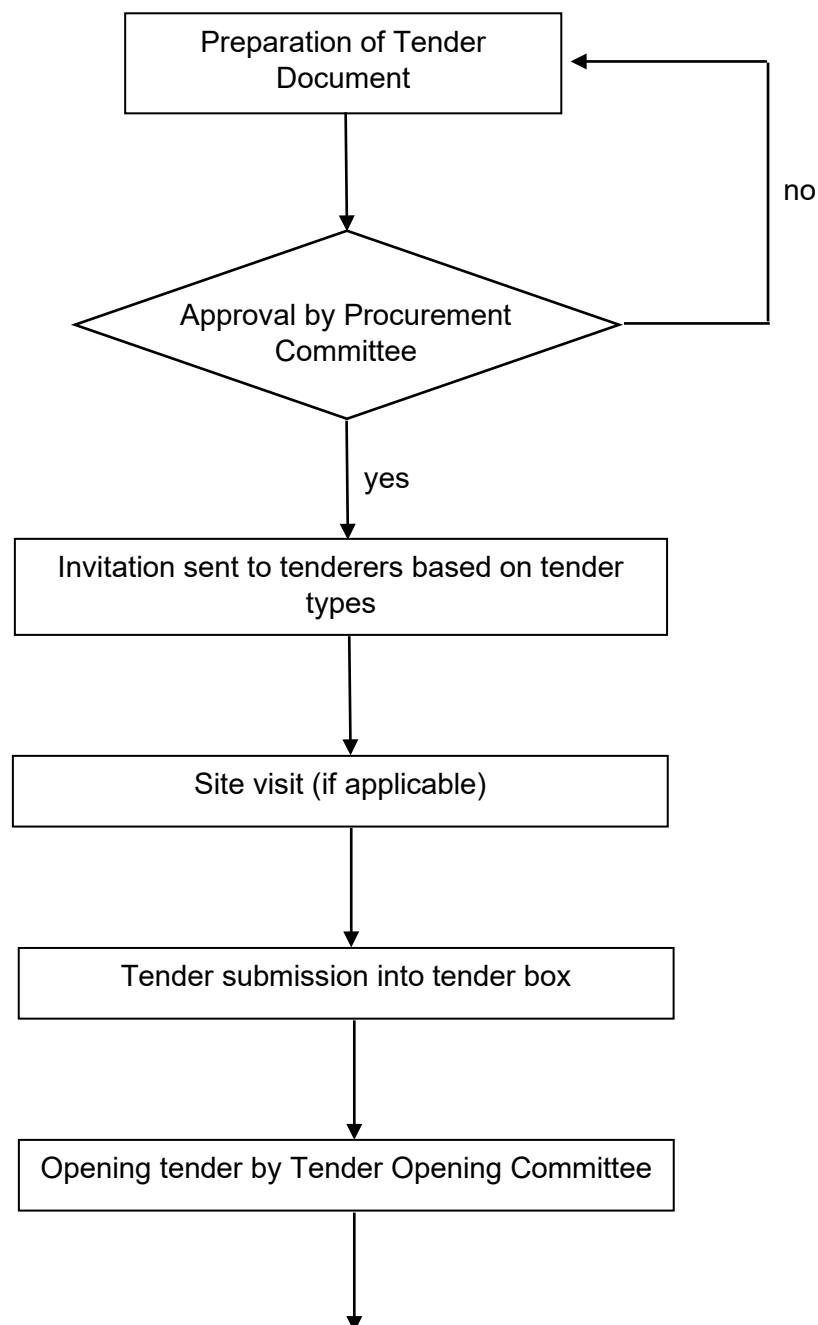 Preparation of Tender
Document
no
Approval by Procurement
Committee
yes
Invitation sent to tenderers based on tender
types
Site visit (if applicable)
Tender submission into tender box
Opening tender by Tender Opening Committee